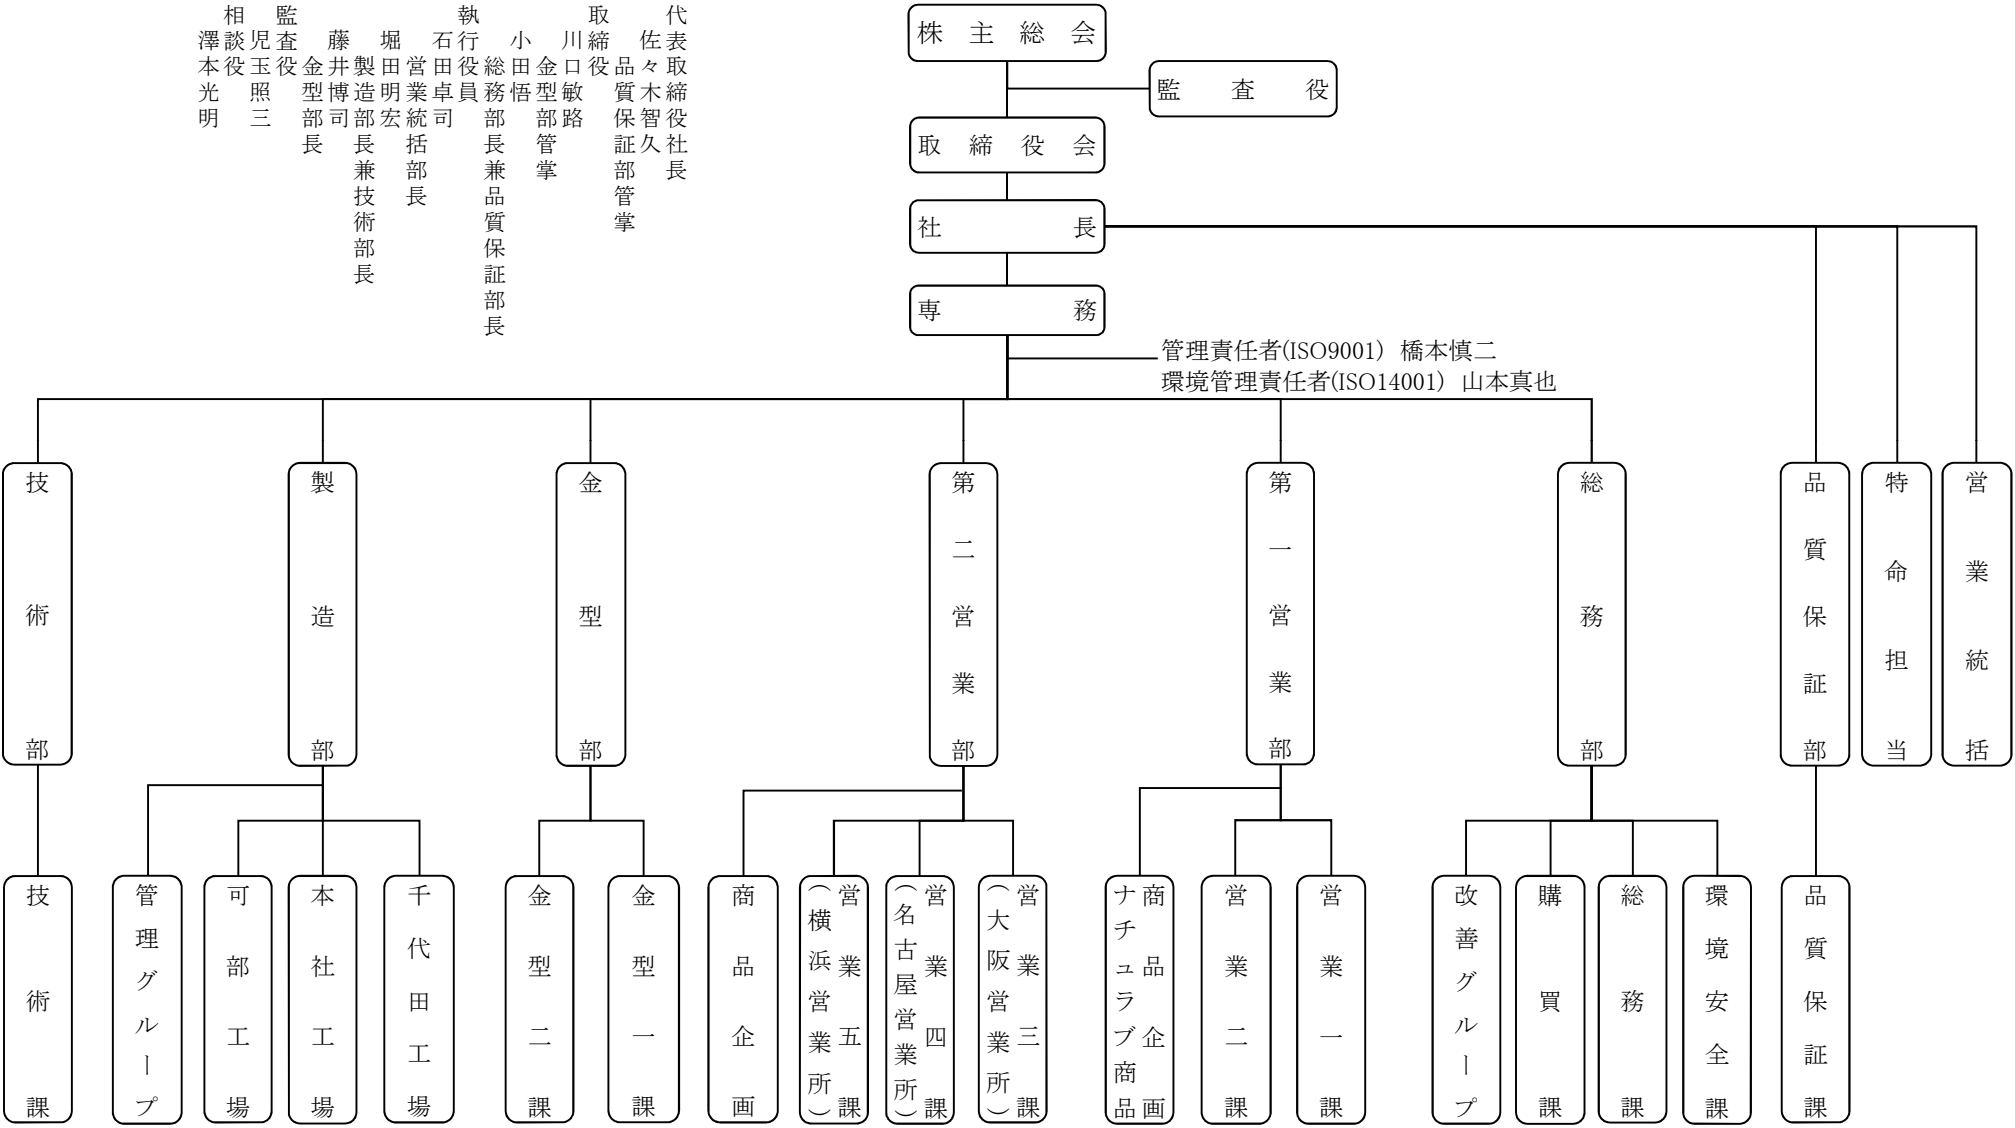 代表取締役社長
佐々木智久
品質保証部管掌
取締役
川口敏路
金型部管掌
小田悟
総務部長兼品質保証部長
執行役員
石田卓司
営業統括部長
堀田明宏
製造部長兼技術部長
藤井博司
金型部長
監査役
児玉照三
相談役
澤本光明
株主総会
監査役
取締役会
社長
専務
管理責任者(ISO9001) 橋本慎二
環境管理責任者(ISO14001) 山本真也
営業統括
特命担当
品質保証部
総務部
第一営業部
第二営業部
金型部
製造部
技術部
品質保証課
環境安全課
総務課
購買課
改善グループ
営業一課
営業二課
商品企画
ナチュラブ商品
営業三課
(大阪営業所)
営業四課
(名古屋営業所)
営業五課
(横浜営業所)
商品企画
金型一課
金型二課
千代田工場
本社工場
可部工場
管理グループ
技術課